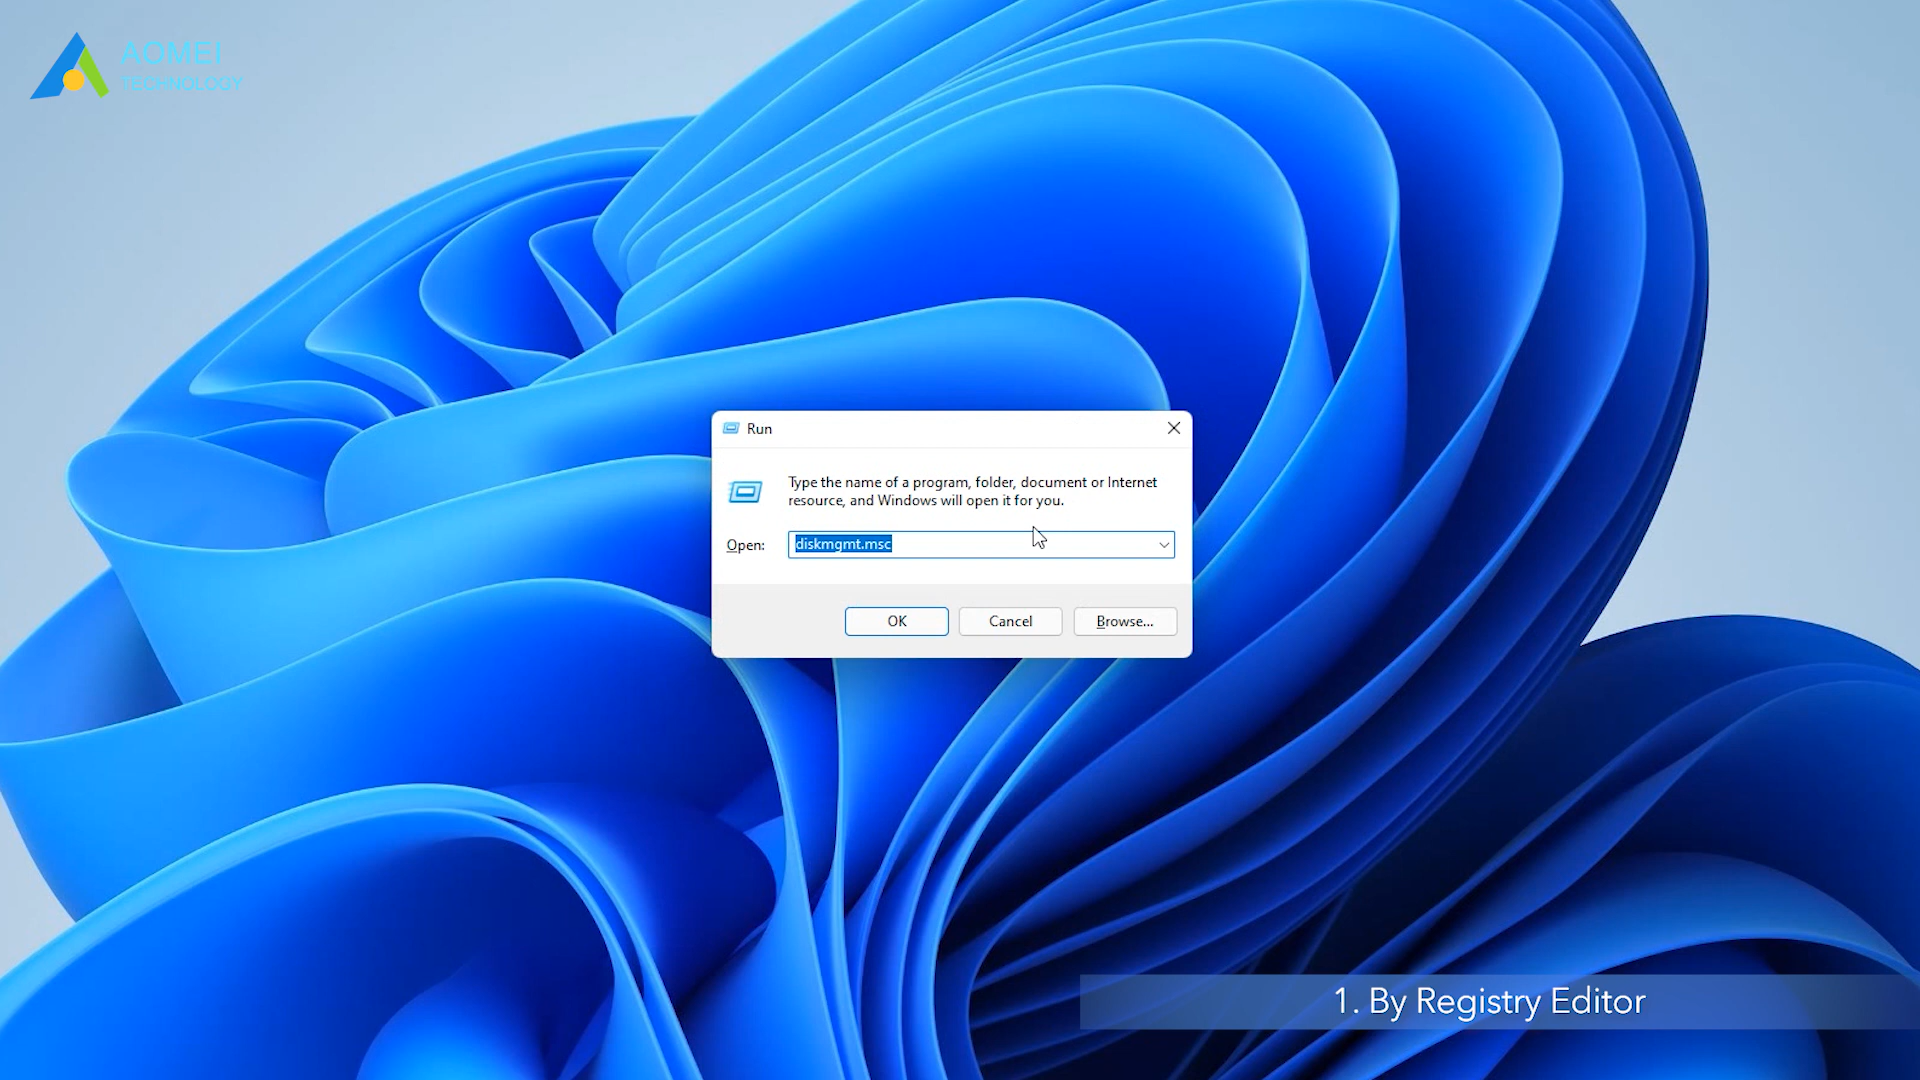 AOMEI
TECHNOLOGY
Run
Type the name of a program, folder, document or Internet
resource, and Windows will open it for you.
Open: diskmgmt.msc
OK Cancel Browse...
1. By Registry Editor